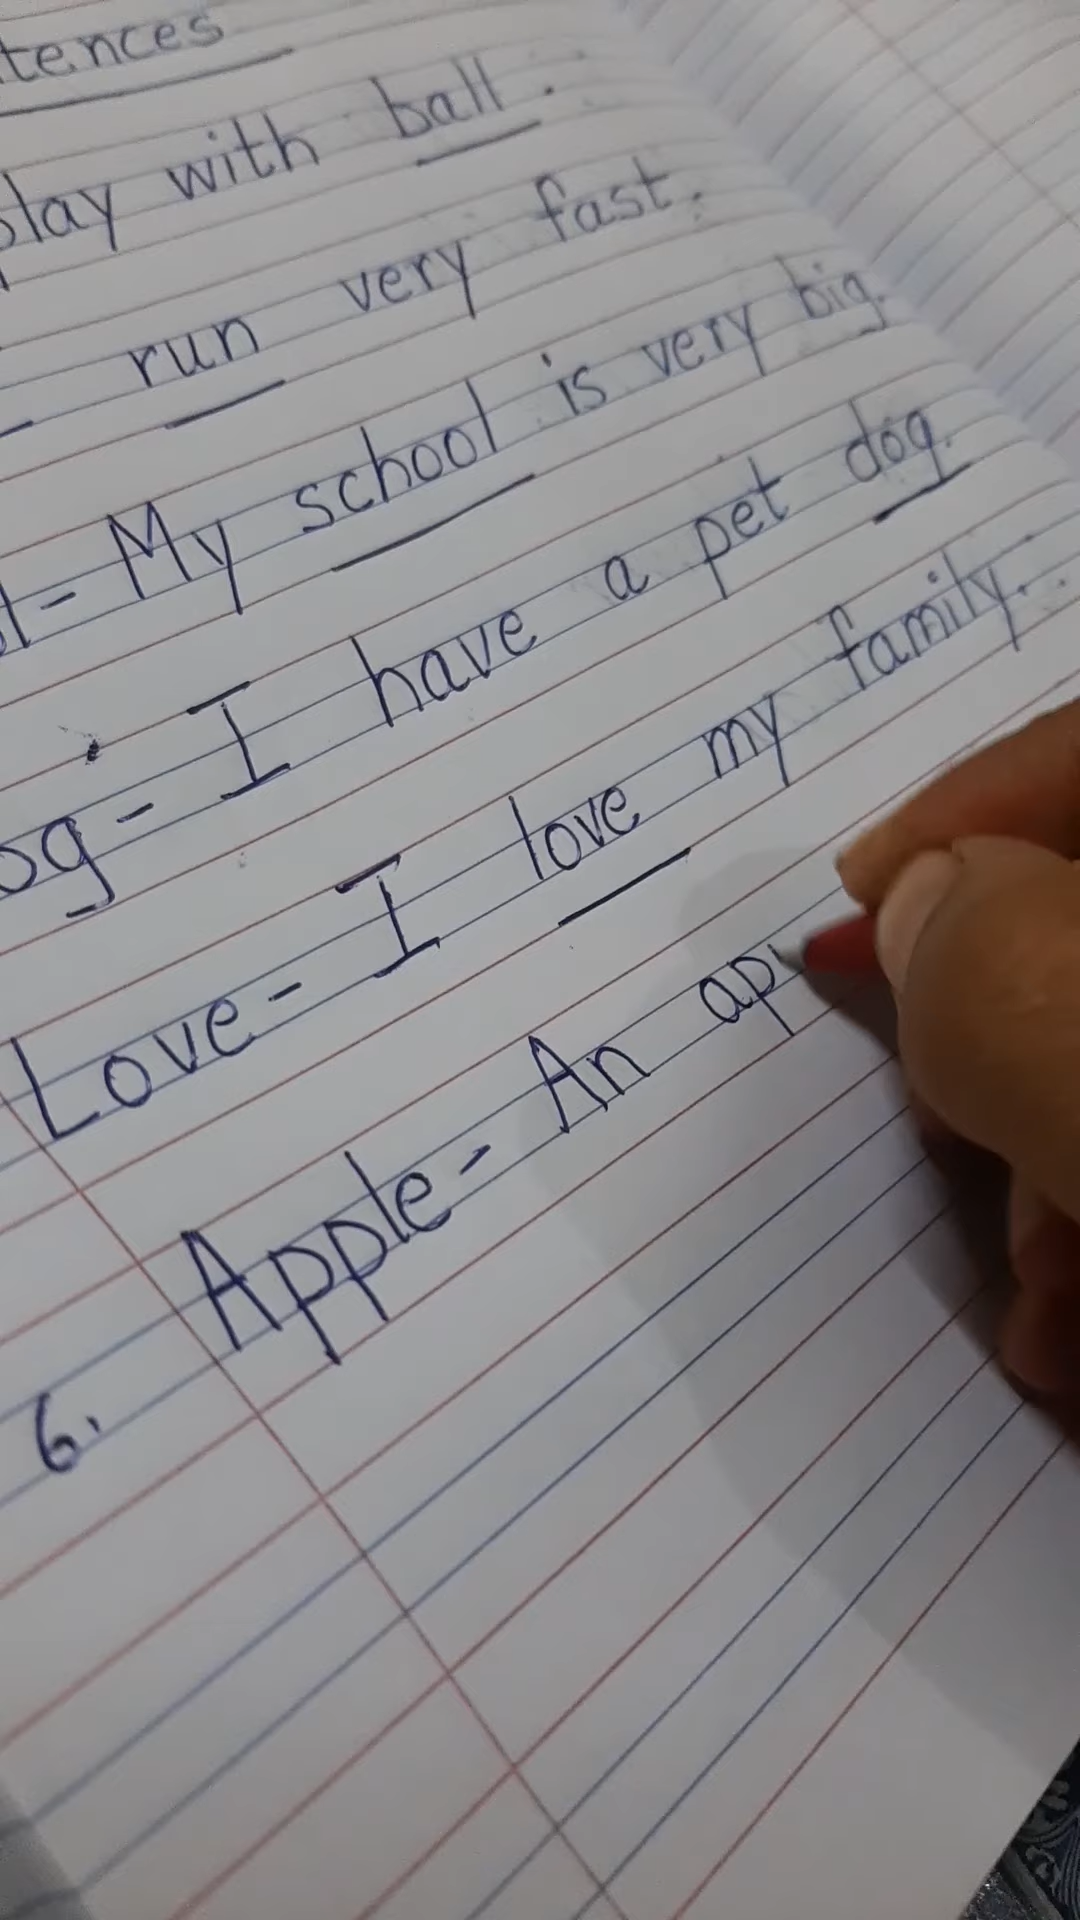 tences
play with ball.
run very fast.
l - My school is very big.
og - I have a pet dog.
Love - I love my family.
6. Apple - An ap